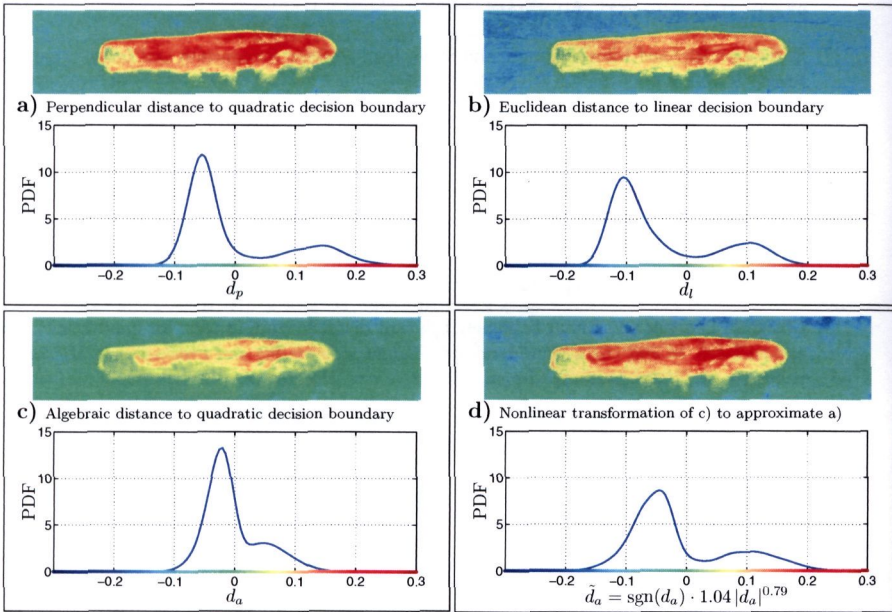 a) Perpendicular distance to quadratic decision boundary
15
10
5
0
PDF
−0.2 −0.1 0 0.1 0.2 0.3
d_p
b) Euclidean distance to linear decision boundary
15
10
5
0
PDF
−0.2 −0.1 0 0.1 0.2 0.3
d_l
c) Algebraic distance to quadratic decision boundary
15
10
5
0
PDF
−0.2 −0.1 0 0.1 0.2 0.3
d_a
d) Nonlinear transformation of c) to approximate a)
15
10
5
0
PDF
−0.2 −0.1 0 0.1 0.2 0.3
d̃_a = sgn(d_a) · 1.04 |d_a|^0.79